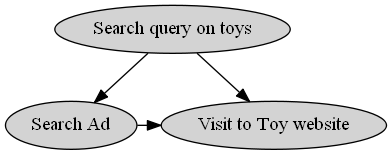 Search query on toys
Search Ad
Visit to Toy website